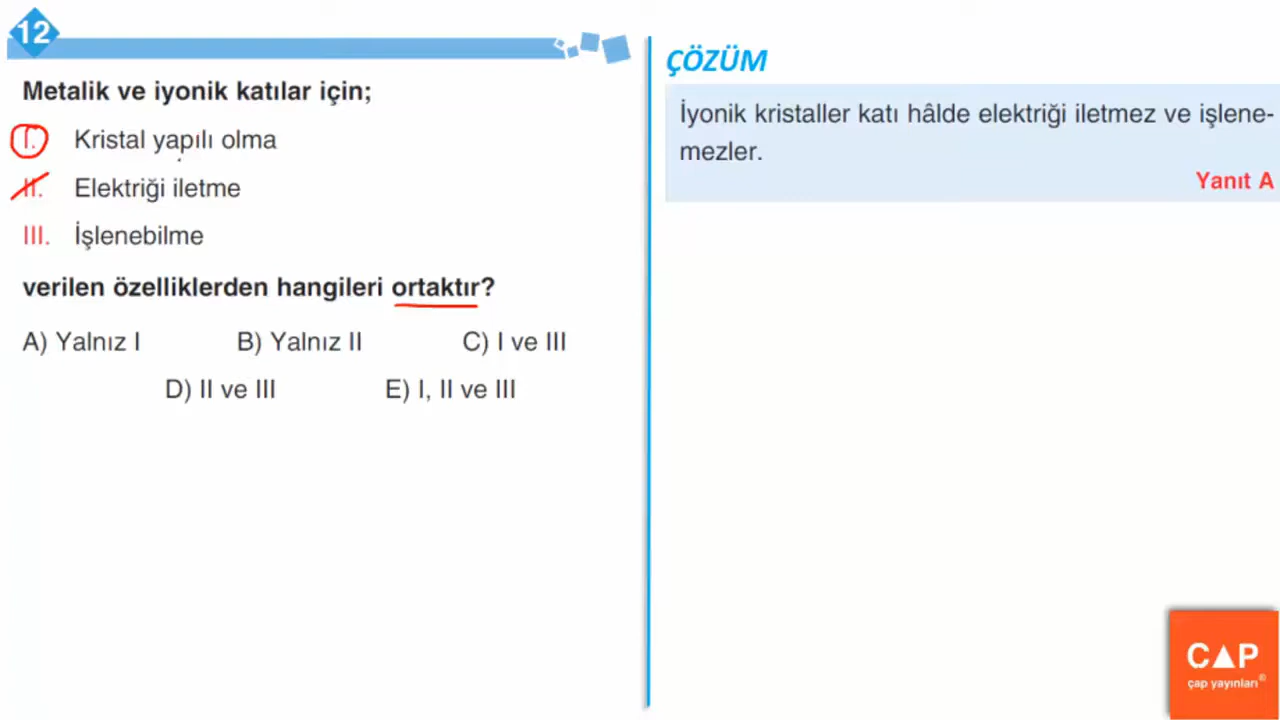 12
Metalik ve iyonik katılar için;
I. Kristal yapılı olma
II. Elektriği iletme
III. İşlenebilme
verilen özelliklerden hangileri ortaktır?
A) Yalnız I B) Yalnız II C) I ve III
D) II ve III E) I, II ve III
ÇÖZÜM
İyonik kristaller katı hâlde elektriği iletmez ve işlene-
mezler.
Yanıt A
ÇAP
çap yayınları®